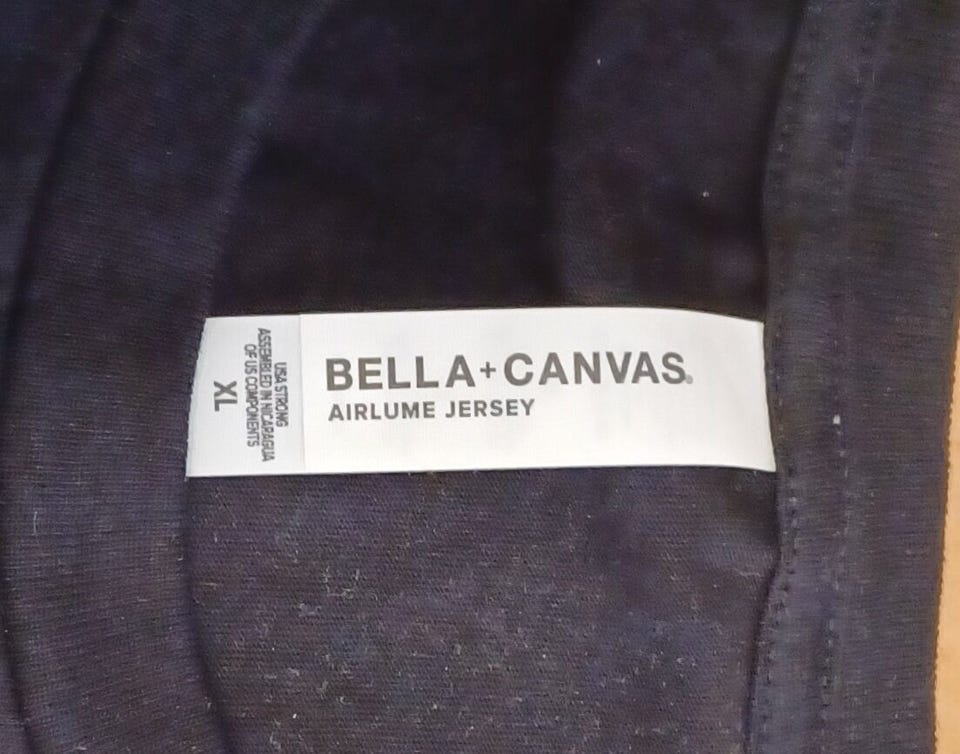 BELLA+CANVAS®
AIRLUME JERSEY
USA STRONG
ASSEMBLED IN NICARAGUA
OF US COMPONENTS
XL